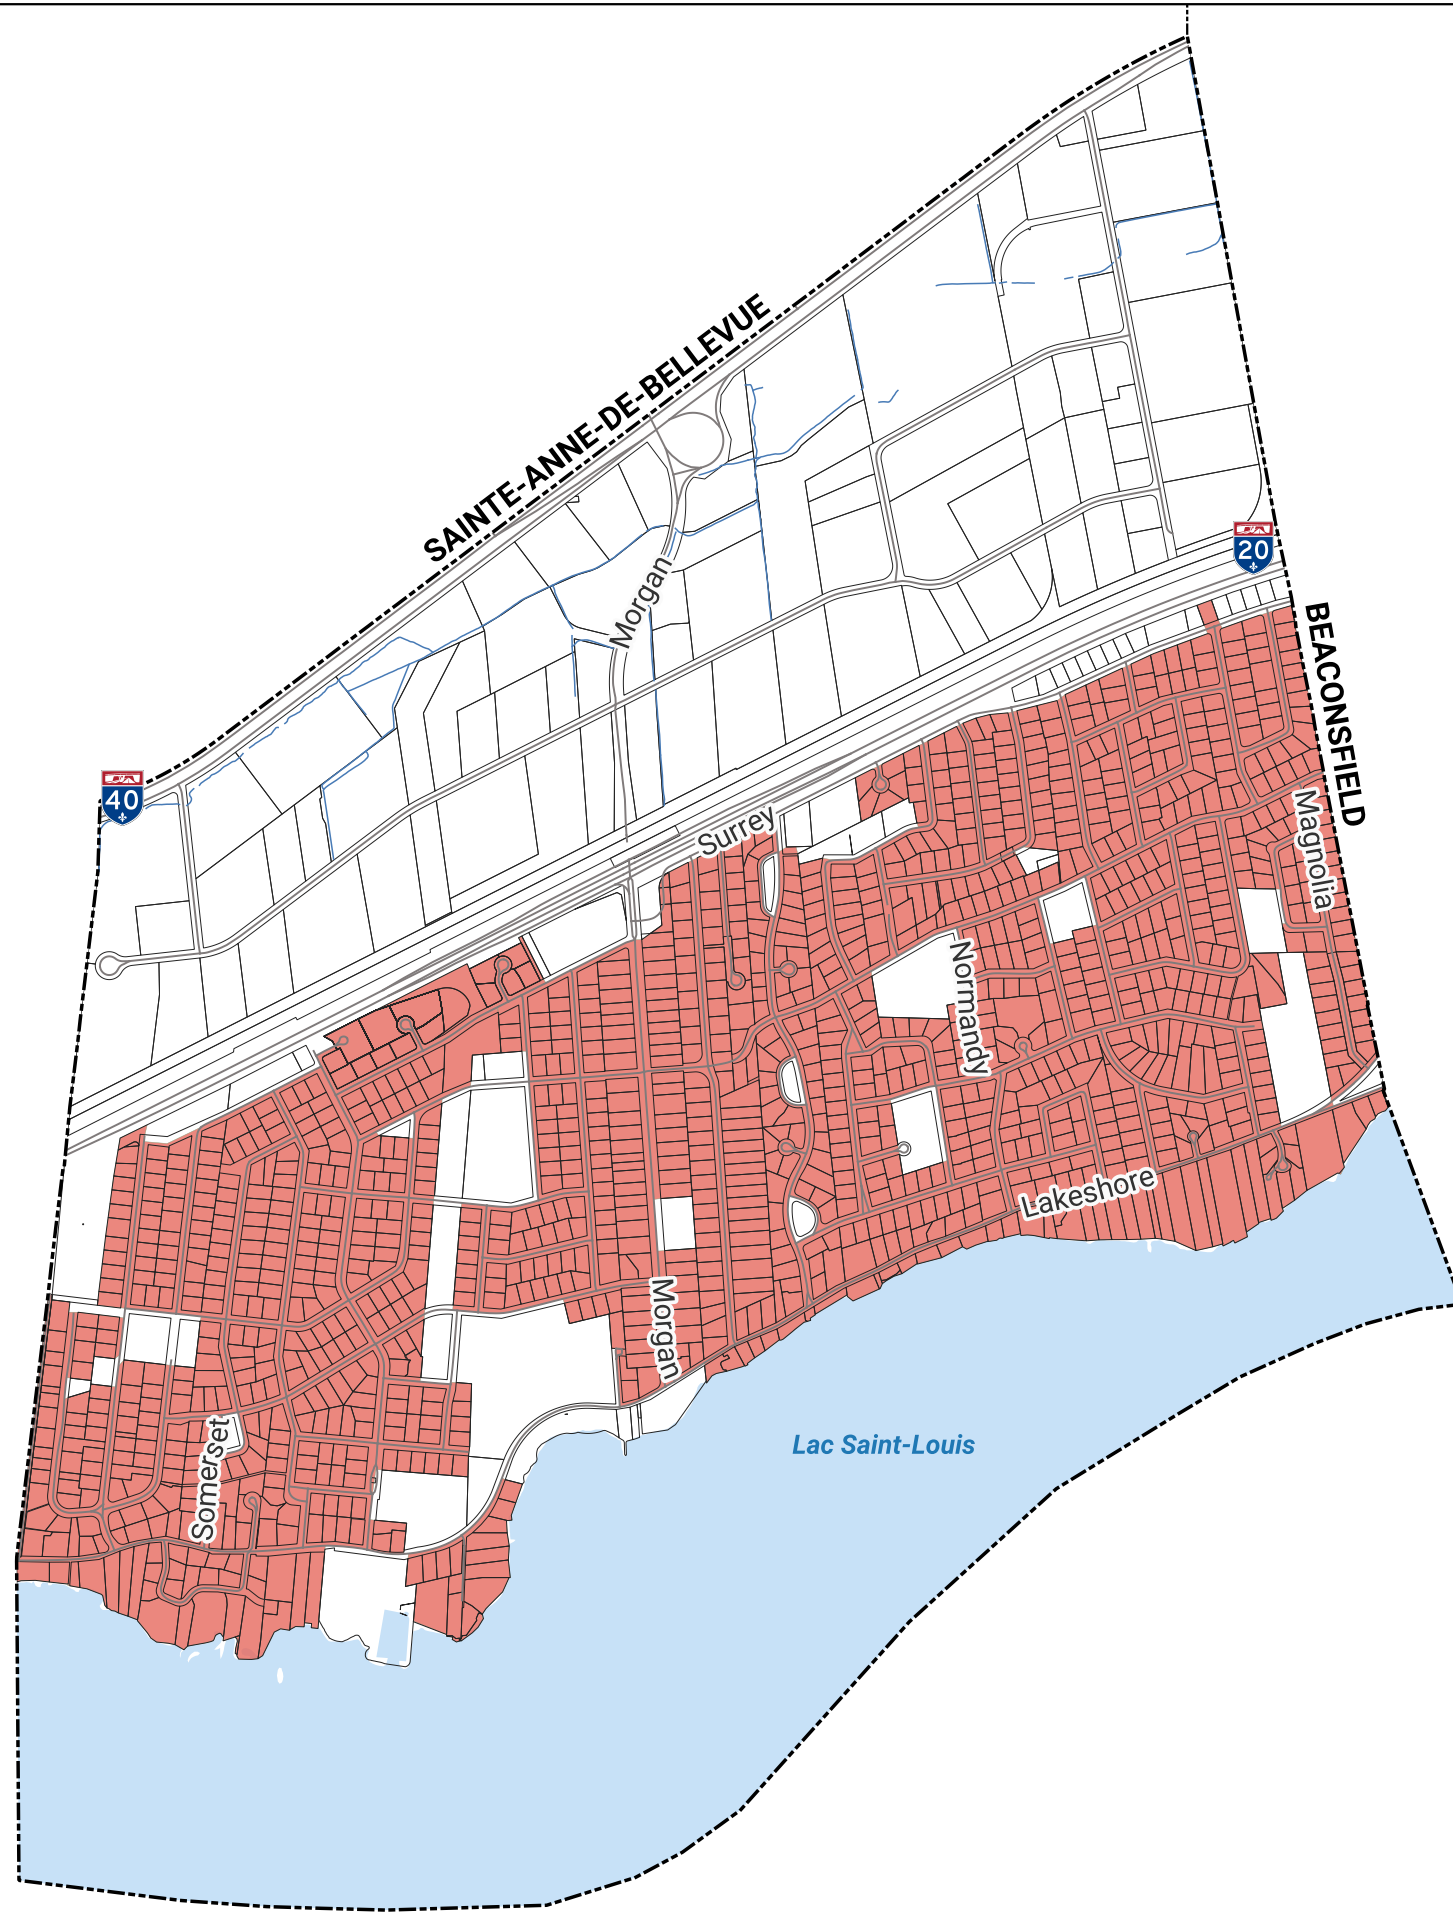 SAINTE-ANNE-DE-BELLEVUE
20
Morgan
BEACONSFIELD
40
Surrey
Magnolia
Normandy
Lakeshore
Morgan
Somerset
Lac Saint-Louis